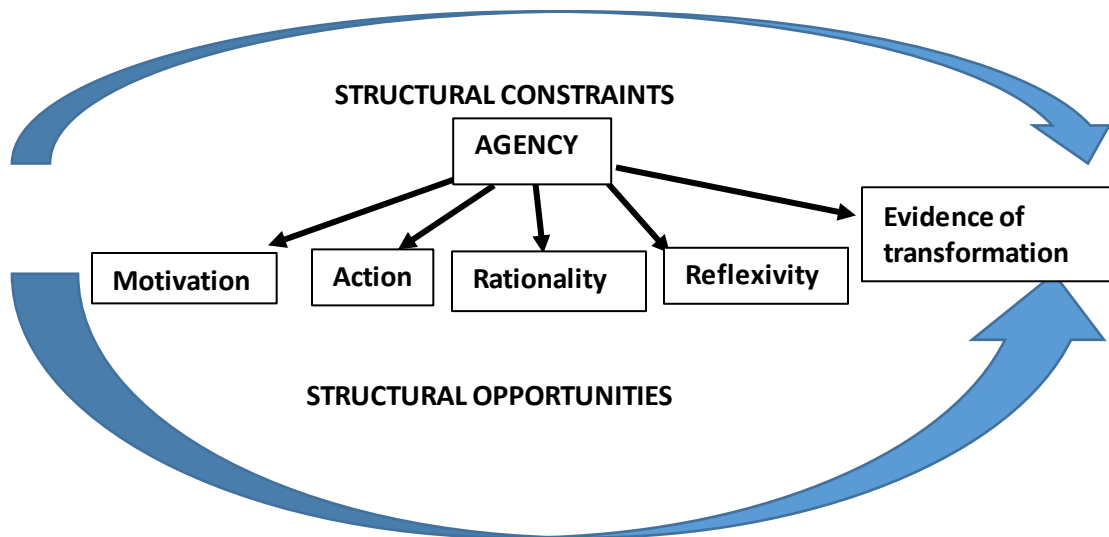 STRUCTURAL CONSTRAINTS
AGENCY
Evidence of
transformation
Motivation
Action
Rationality
Reflexivity
STRUCTURAL OPPORTUNITIES